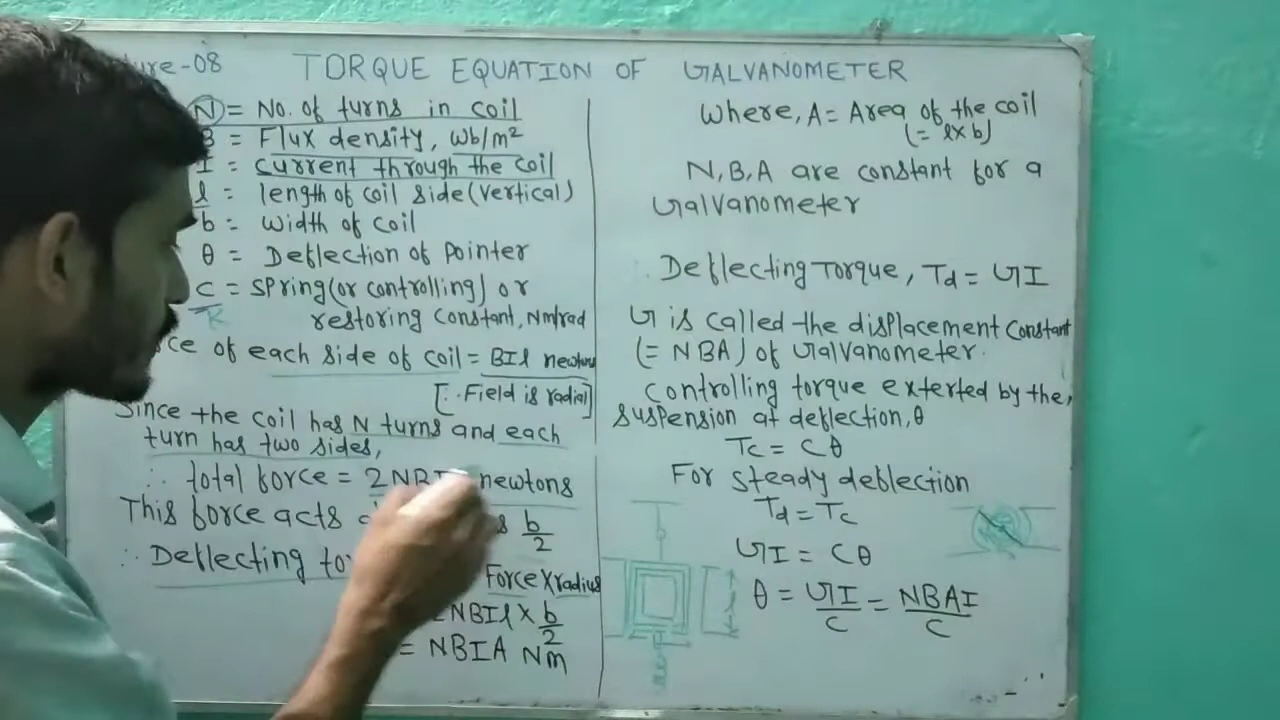 ture-08 TORQUE EQUATION OF GALVANOMETER
N = No. of turns in coil
B = Flux density, wb/m²
I = current through the coil
l = length of coil side (vertical)
b = width of coil
θ = Deflection of pointer
C = spring (or controlling) or
K
restoring constant, Nm/rad
ce of each side of coil = BIl newtons
[∵ Field is radial]
Since the coil has N turns and each
turn has two sides,
∴ total force = 2NBI newtons
This force acts b/2
∴ Deflecting to
Force X radius
NBIl X b/2
= NBIA Nm
Where, A = Area of the coil
(= l x b)
N, B, A are constant for a
Galvanometer
∴ Deflecting Torque, Td = GI
G is called the displacement constant
(= NBA) of Galvanometer.
controlling torque exterted by the,
suspension at deflection, θ
Tc = Cθ
For steady deflection
Td = Tc
GI = Cθ
θ = GI/C = NBAI/C
l